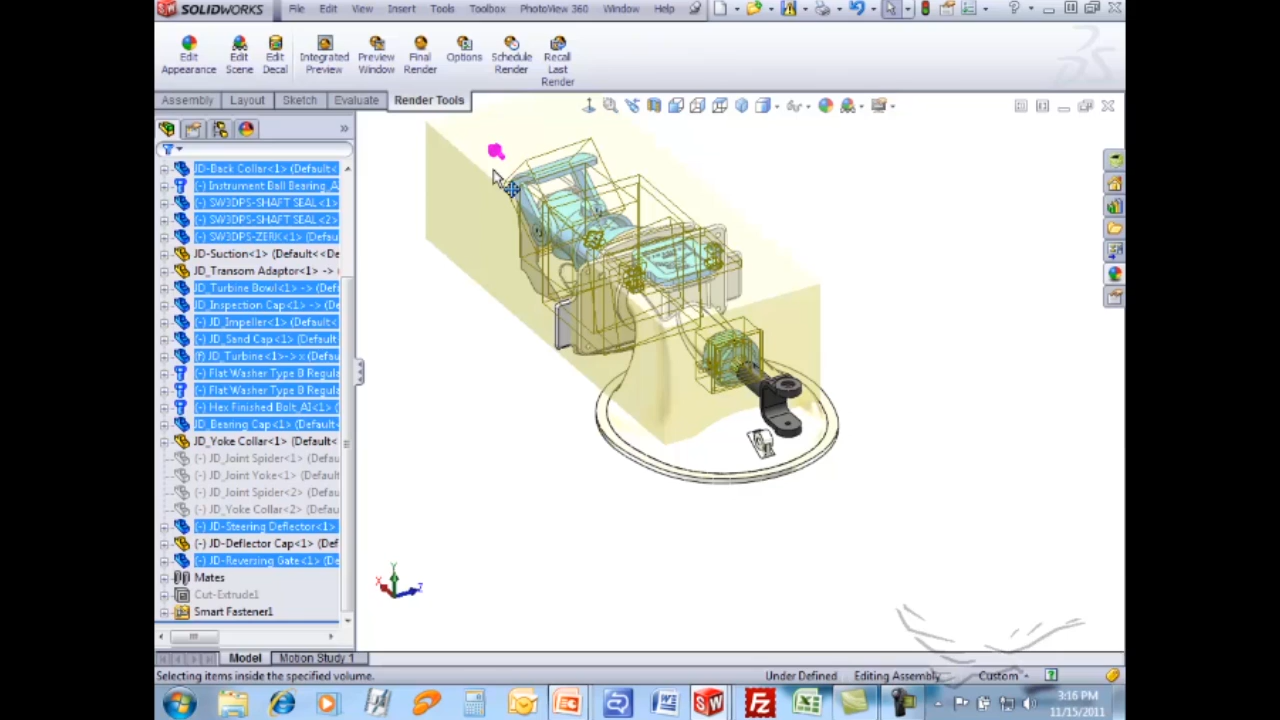 SOLIDWORKS File Edit View Insert Tools Toolbox PhotoView 360 Window Help
Edit Appearance Edit Scene Edit Decal Integrated Preview Preview Window Final Render Options Schedule Render Recall Last Render
Assembly Layout Sketch Evaluate Render Tools
JD-Back Collar<1> (Default<
(-) Instrument Ball Bearing_A
(-) SW3DPS-SHAFT SEAL<1>
(-) SW3DPS-SHAFT SEAL<2>
(-) SW3DPS-ZERK<1> (Defau
JD-Suction<1> (Default<<De
JD_Transom Adaptor<1> ->
JD_Turbine Bowl<1> -> (Def
JD_Inspection Cap<1> -> (De
(-) JD_Impeller<1> (Default<
(-) JD_Sand Cap<1> (Default
(f) JD_Turbine<1>-> x (Defau
(-) Flat Washer Type B Regula
(-) Flat Washer Type B Regula
(-) Hex Finished Bolt_AI<1> (
JD_Bearing Cap<1> (Default
JD_Yoke Collar<1> (Default<
(-) JD_Joint Spider<1> (Defau
(-) JD_Joint Yoke<1> (Default
(-) JD_Joint Spider<2> (Defau
(-) JD_Yoke Collar<2> (Default
(-) JD-Steering Deflector<1>
(-) JD-Deflector Cap<1> (Def
(-) JD-Reversing Gate<1> (De
Mates
Cut-Extrude1
Smart Fastener1
Y
X Z
Model Motion Study 1
Selecting items inside the specified volume. Under Defined Editing Assembly Custom
3:16 PM
11/15/2011